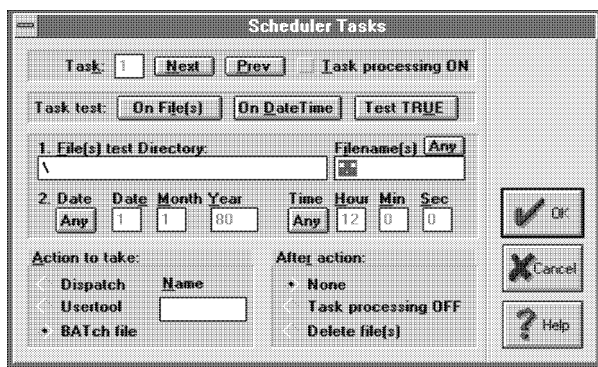 Scheduler Tasks
Task: 1 Next Prev Task processing ON
Task test: On File(s) On DateTime Test TRUE
1. File(s) test Directory: Filename(s) Any
\ *.*
2. Date Date Month Year Time Hour Min Sec
Any 1 1 80 Any 12 0 0
OK
Action to take: After action:
Cancel
Dispatch Name None
Usertool Task processing OFF
BATch file Delete file(s)
Help